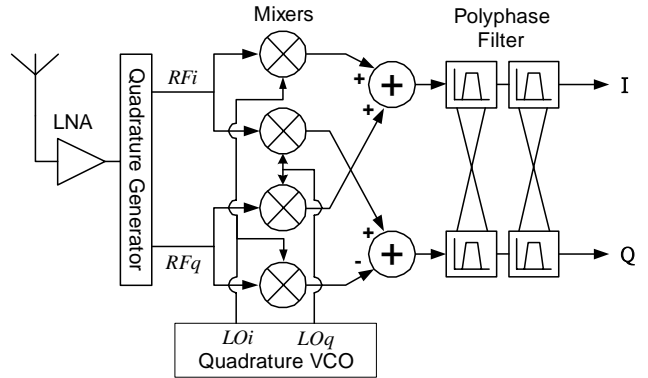 Mixers
Polyphase
Filter
LNA
Quadrature Generator
RFi
RFq
+
+
+
+
-
+
I
Q
LOi
LOq
Quadrature VCO